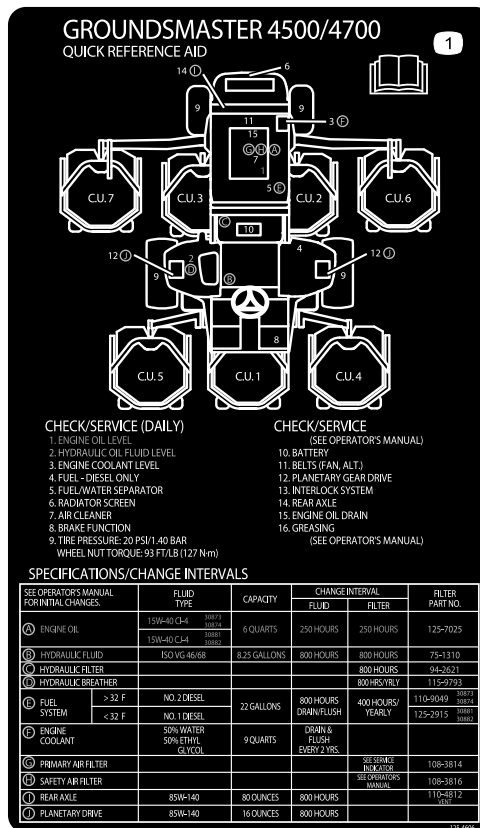 GROUNDSMASTER 4500/4700
QUICK REFERENCE AID
1
14 I
6
9
9
11
15
3 F
G H A
7
1
5 E
C.U. 7
C.U. 3
C.U. 2
C.U. 6
C
10
12 J
2
D
B
4
12 J
9
9
8
C.U. 5
C.U. 1
C.U. 4
CHECK/SERVICE (DAILY)
1. ENGINE OIL LEVEL
2. HYDRAULIC OIL FLUID LEVEL
3. ENGINE COOLANT LEVEL
4. FUEL - DIESEL ONLY
5. FUEL/WATER SEPARATOR
6. RADIATOR SCREEN
7. AIR CLEANER
8. BRAKE FUNCTION
9. TIRE PRESSURE: 20 PSI/1.40 BAR
WHEEL NUT TORQUE: 93 FT/LB (127 N·m)
CHECK/SERVICE
(SEE OPERATOR'S MANUAL)
10. BATTERY
11. BELTS (FAN, ALT.)
12. PLANETARY GEAR DRIVE
13. INTERLOCK SYSTEM
14. REAR AXLE
15. ENGINE OIL DRAIN
16. GREASING
(SEE OPERATOR'S MANUAL)
SPECIFICATIONS/CHANGE INTERVALS
SEE OPERATOR'S MANUAL FOR INITIAL CHANGES. FLUID TYPE CAPACITY CHANGE INTERVAL FLUID FILTER FILTER PART NO.
A ENGINE OIL 15W-40 CI-4 30873 30874 15W-40 CJ-4 30881 30882 6 QUARTS 250 HOURS 250 HOURS 125-7025
B HYDRAULIC FLUID ISO VG 46/68 8.25 GALLONS 800 HOURS 800 HOURS 75-1310
C HYDRAULIC FILTER 800 HOURS 94-2621
D HYDRAULIC BREATHER 800 HRS/YRLY 115-9793
E FUEL SYSTEM > 32 F NO. 2 DIESEL < 32 F NO. 1 DIESEL 22 GALLONS 800 HOURS DRAIN/FLUSH 400 HOURS/ YEARLY 110-9049 30873 30874 125-2915 30881 30882
F ENGINE COOLANT 50% WATER 50% ETHYL GLYCOL 9 QUARTS DRAIN & FLUSH EVERY 2 YRS.
G PRIMARY AIR FILTER SEE SERVICE INDICATOR 108-3814
H SAFETY AIR FILTER SEE OPERATOR'S MANUAL 108-3816
I REAR AXLE 85W-140 80 OUNCES 800 HOURS 110-4812 VENT
J PLANETARY DRIVE 85W-140 16 OUNCES 800 HOURS
125-4606